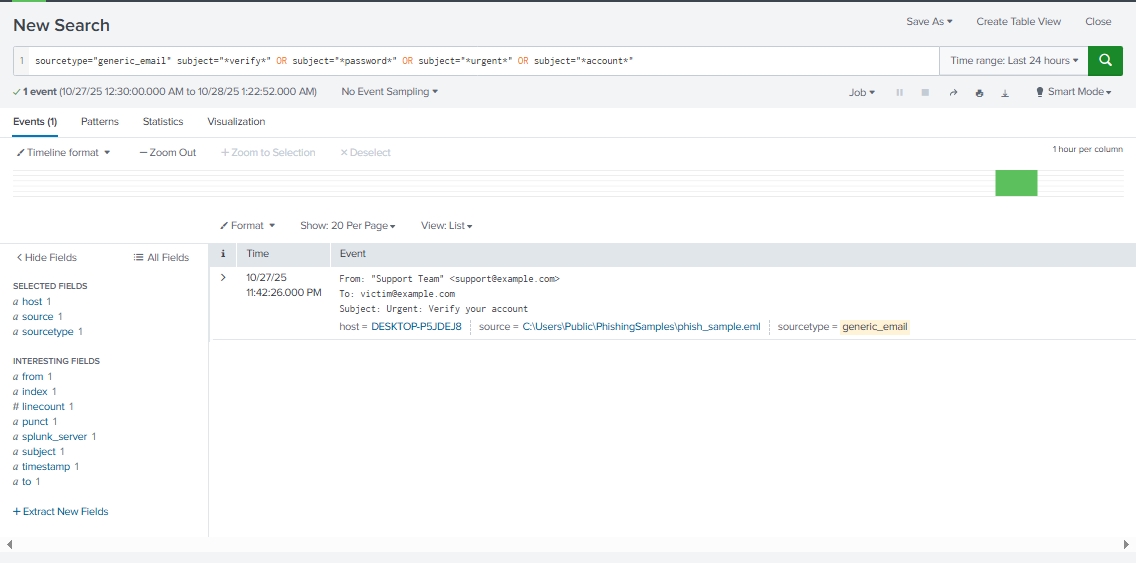 New Search
Save As ▾ Create Table View Close
1 sourcetype="generic_email" subject="*verify*" OR subject="*password*" OR subject="*urgent*" OR subject="*account*"
Time range: Last 24 hours ▾
✓ 1 event (10/27/25 12:30:00.000 AM to 10/28/25 1:22:52.000 AM) No Event Sampling ▾
Job ▾ Smart Mode ▾
Events (1) Patterns Statistics Visualization
Timeline format ▾ — Zoom Out + Zoom to Selection × Deselect
1 hour per column
Format ▾ Show: 20 Per Page ▾ View: List ▾
< Hide Fields All Fields
SELECTED FIELDS
a host 1
a source 1
a sourcetype 1
INTERESTING FIELDS
a from 1
a index 1
# linecount 1
a punct 1
a splunk_server 1
a subject 1
a timestamp 1
a to 1
+ Extract New Fields
i Time Event
> 10/27/25
11:42:26.000 PM
From: "Support Team" <support@example.com>
To: victim@example.com
Subject: Urgent: Verify your account
host = DESKTOP-P5JDEJ8 source = C:\Users\Public\PhishingSamples\phish_sample.eml sourcetype = generic_email